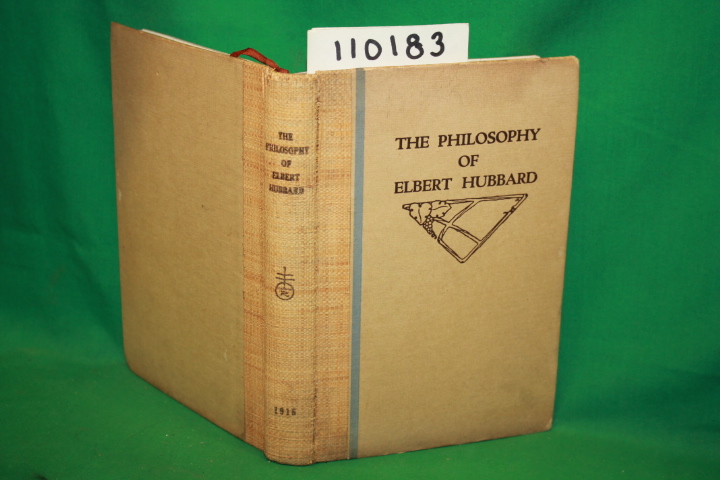 110183
THE
PHILOSOPHY
OF
ELBERT
HUBBARD
1916
THE PHILOSOPHY
OF
ELBERT HUBBARD